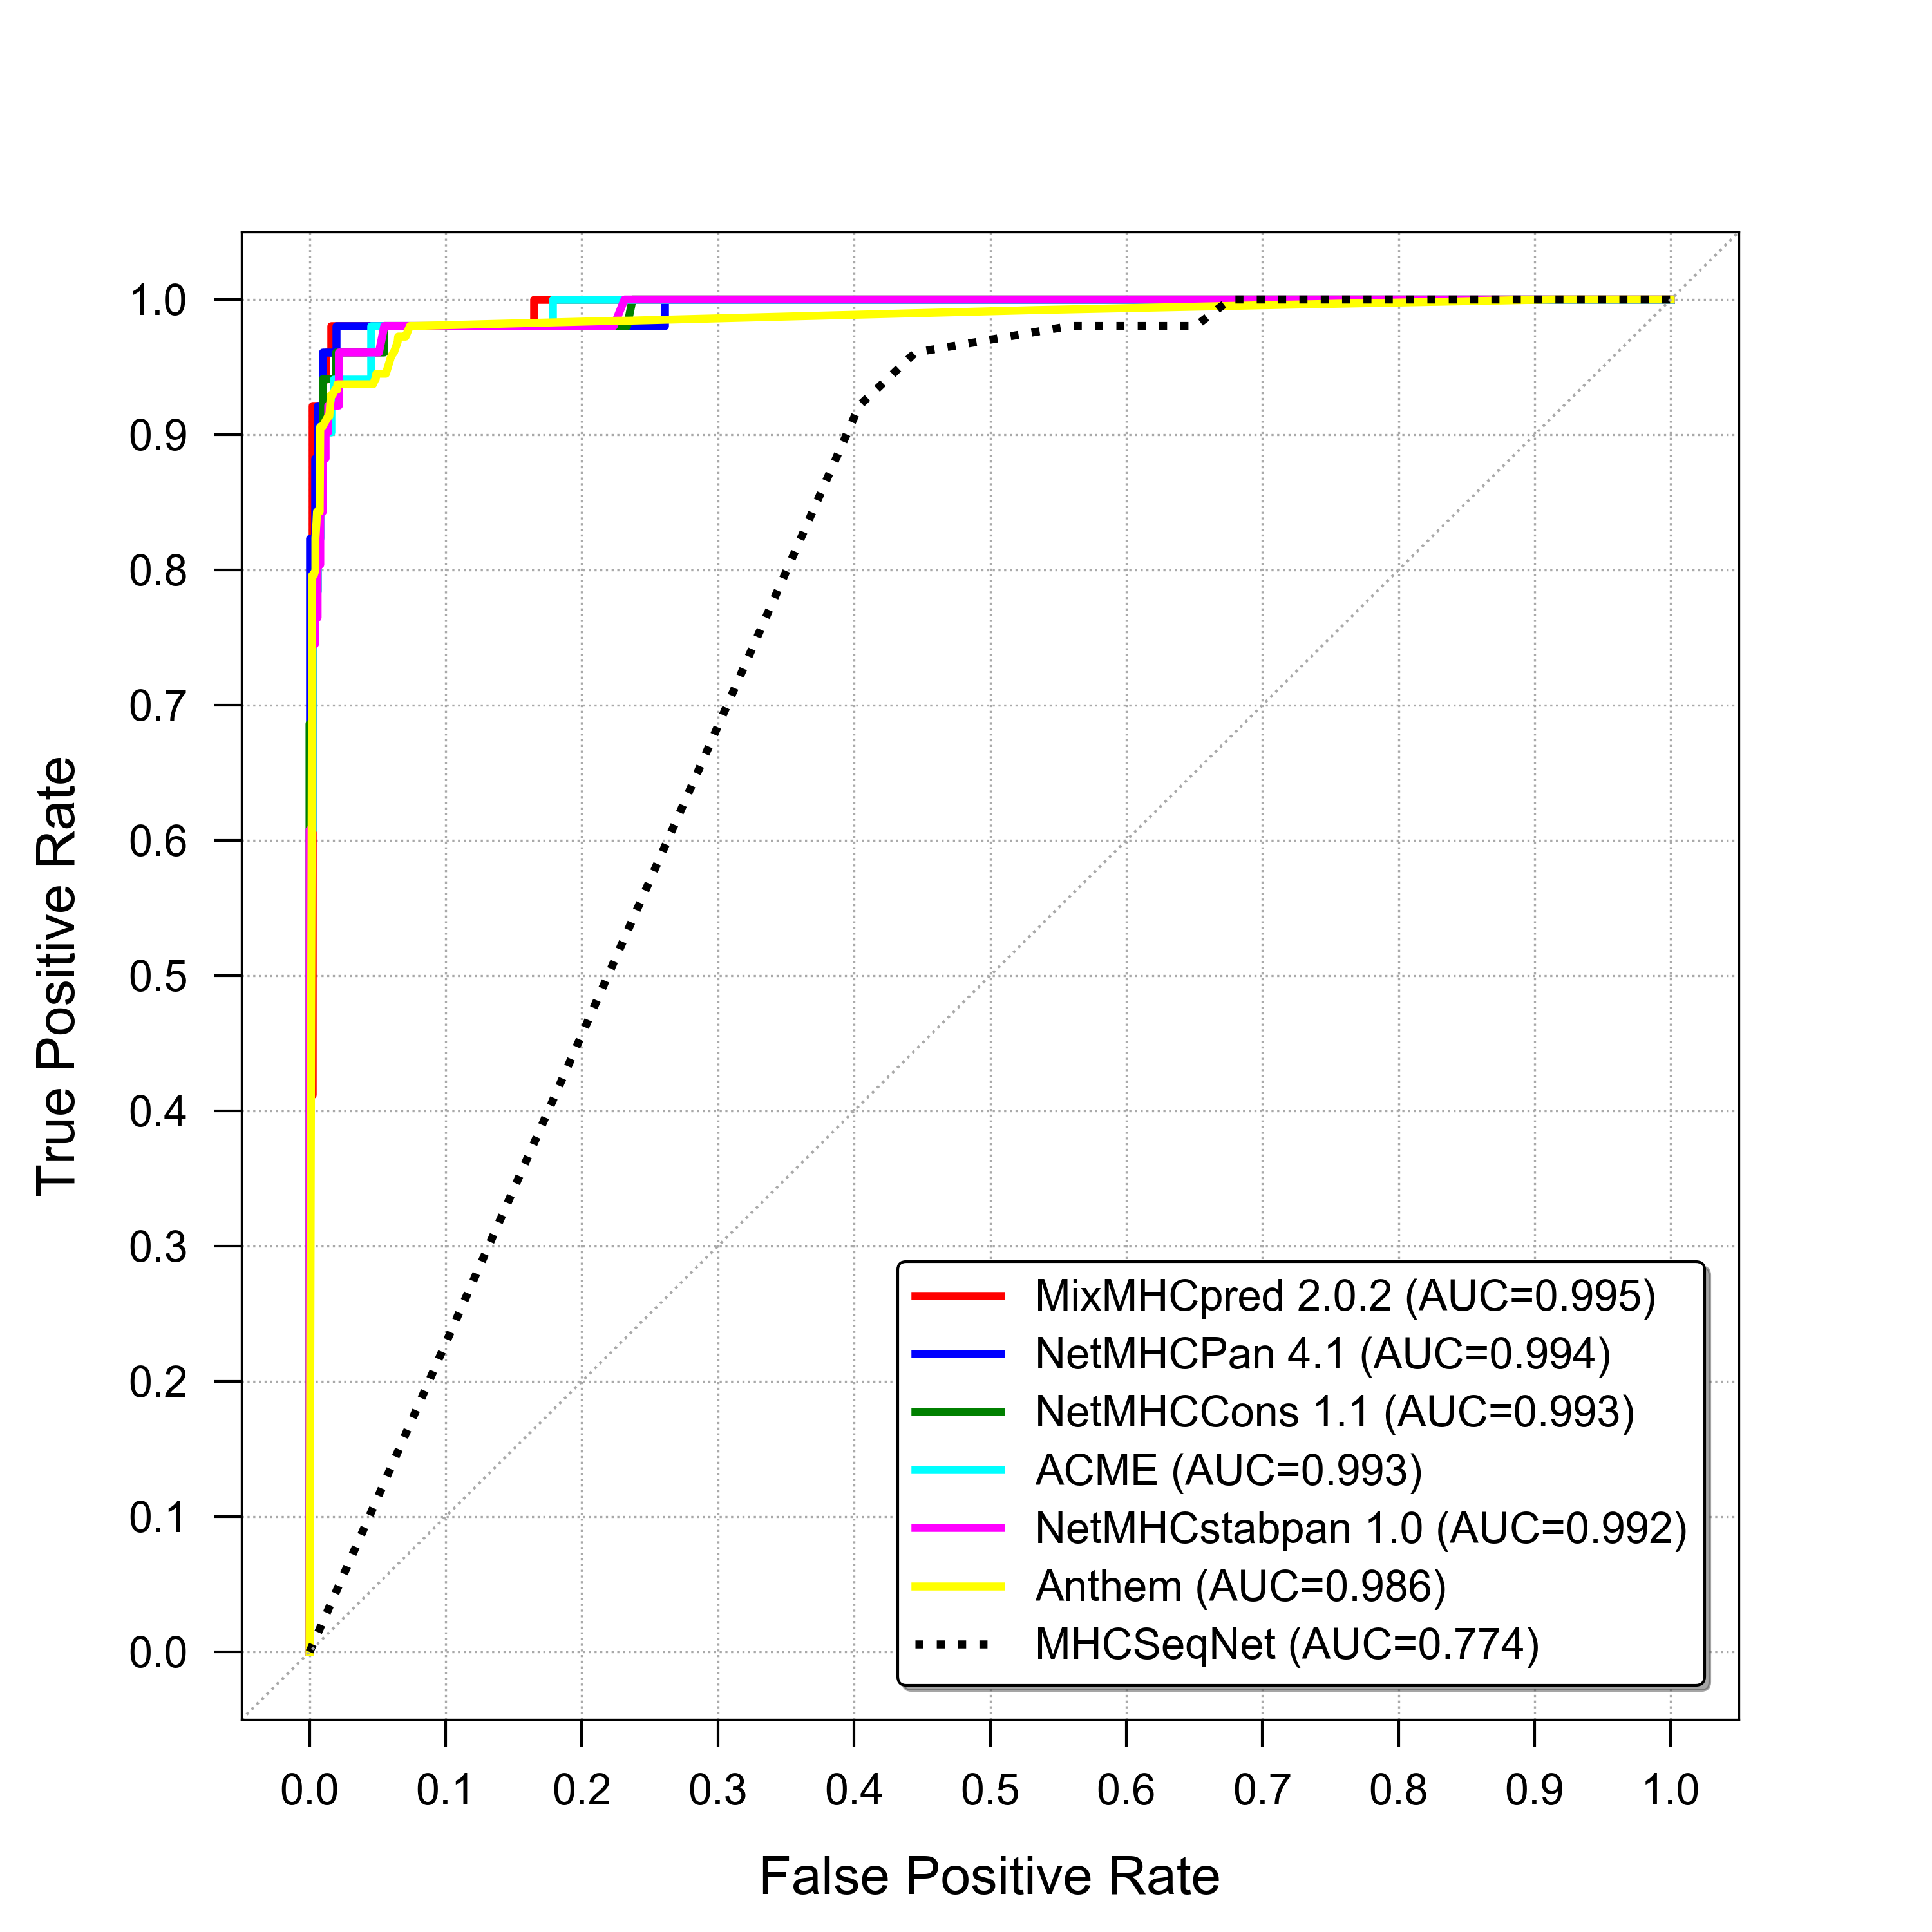 1.0
0.9
0.8
0.7
0.6
0.5
0.4
0.3
0.2
0.1
0.0
True Positive Rate
MixMHCpred 2.0.2 (AUC=0.995)
NetMHCPan 4.1 (AUC=0.994)
NetMHCCons 1.1 (AUC=0.993)
ACME (AUC=0.993)
NetMHCstabpan 1.0 (AUC=0.992)
Anthem (AUC=0.986)
MHCSeqNet (AUC=0.774)
0.0 0.1 0.2 0.3 0.4 0.5 0.6 0.7 0.8 0.9 1.0
False Positive Rate